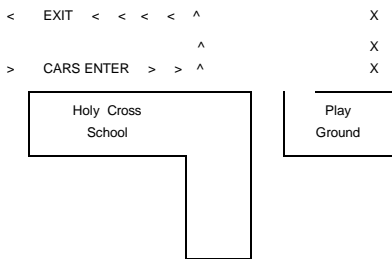 < EXIT < < < < ^ X
^ X
> CARS ENTER > > ^ X
Holy Cross Play
School Ground